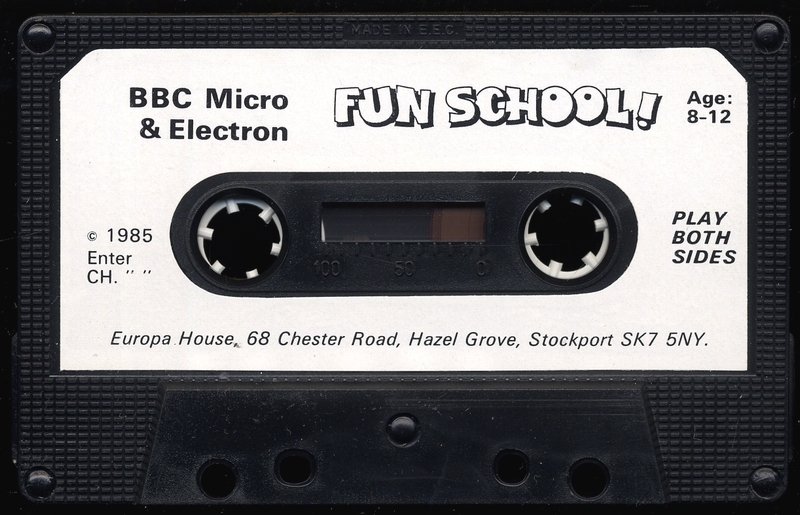 MADE IN E.E.C.
BBC Micro
& Electron
FUN SCHOOL!
Age:
8-12
© 1985
Enter
CH. " "
100 50 0
PLAY
BOTH
SIDES
Europa House, 68 Chester Road, Hazel Grove, Stockport SK7 5NY.